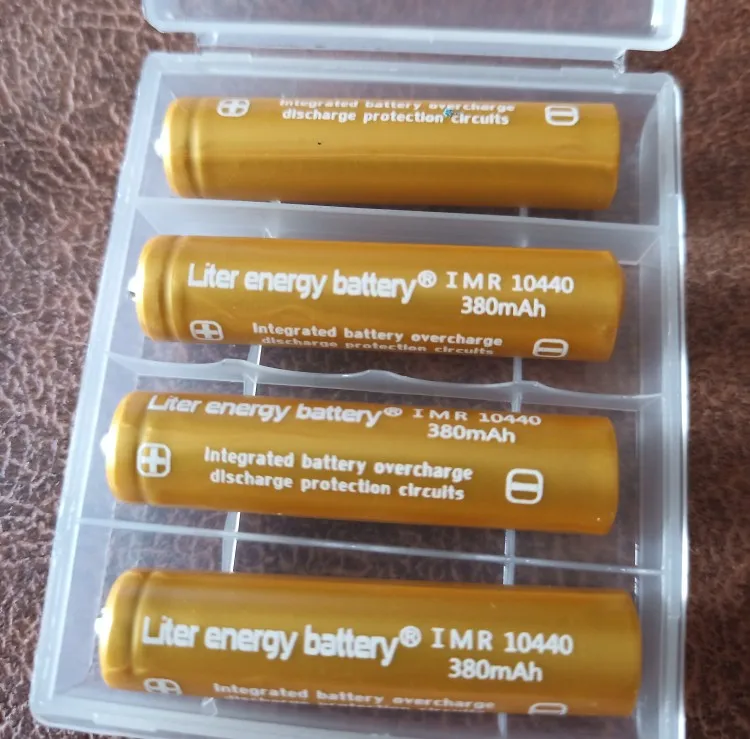 Integrated battery overcharge
discharge protection circuits
Liter energy battery® IMR 10440
380mAh
Integrated battery overcharge
discharge protection circuits
Liter energy battery® IMR 10440
380mAh
Integrated battery overcharge
discharge protection circuits
Liter energy battery® IMR 10440
380mAh
Integrated battery overcharge
discharge protection